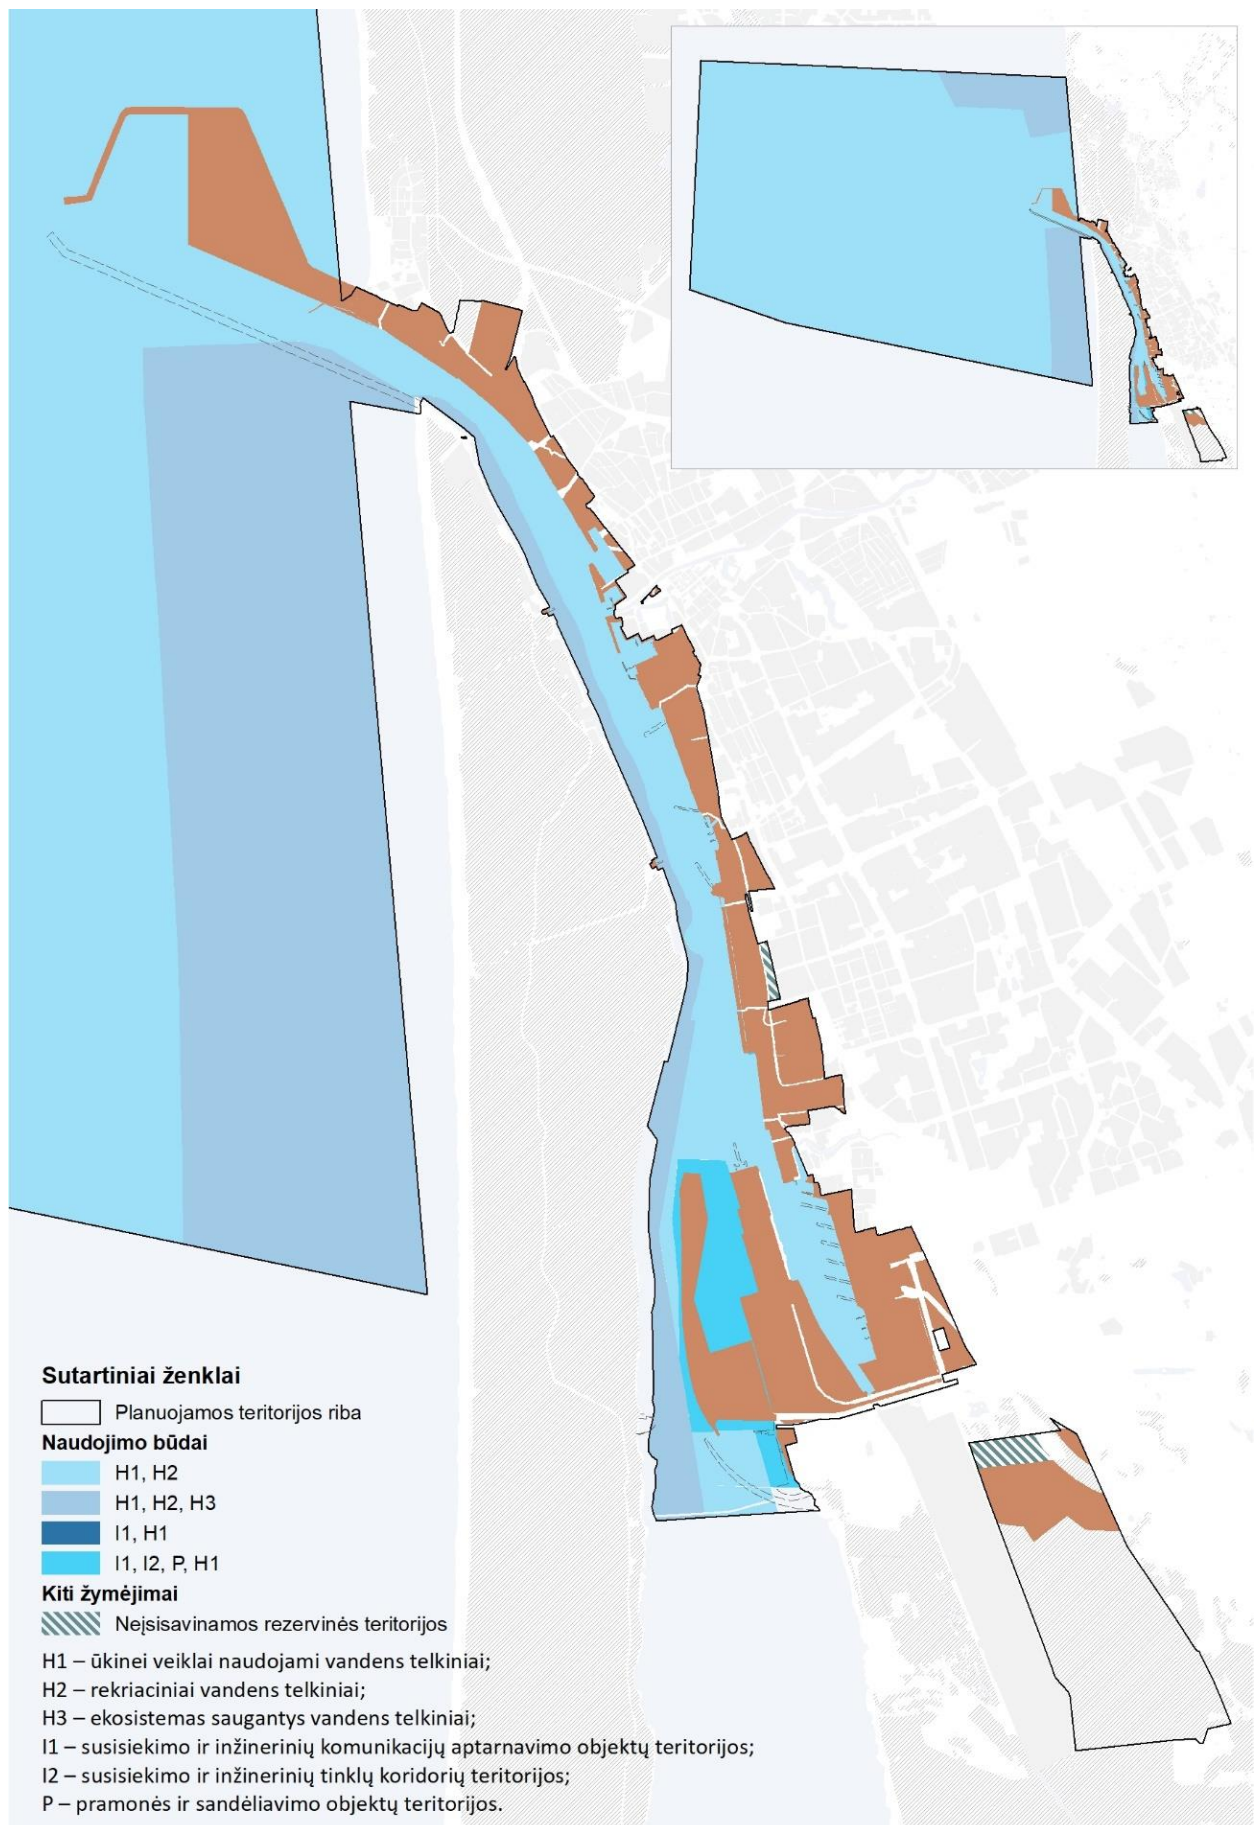 Sutartiniai ženklai
Planuojamos teritorijos riba
Naudojimo būdai
H1, H2
H1, H2, H3
I1, H1
I1, I2, P, H1
Kiti žymėjimai
Neįsisavinamos rezervinės teritorijos
H1 – ūkinei veiklai naudojami vandens telkiniai;
H2 – rekriaciniai vandens telkiniai;
H3 – ekosistemas saugantys vandens telkiniai;
I1 – susisiekimo ir inžinerinių komunikacijų aptarnavimo objektų teritorijos;
I2 – susisiekimo ir inžinerinių tinklų koridorių teritorijos;
P – pramonės ir sandėliavimo objektų teritorijos.